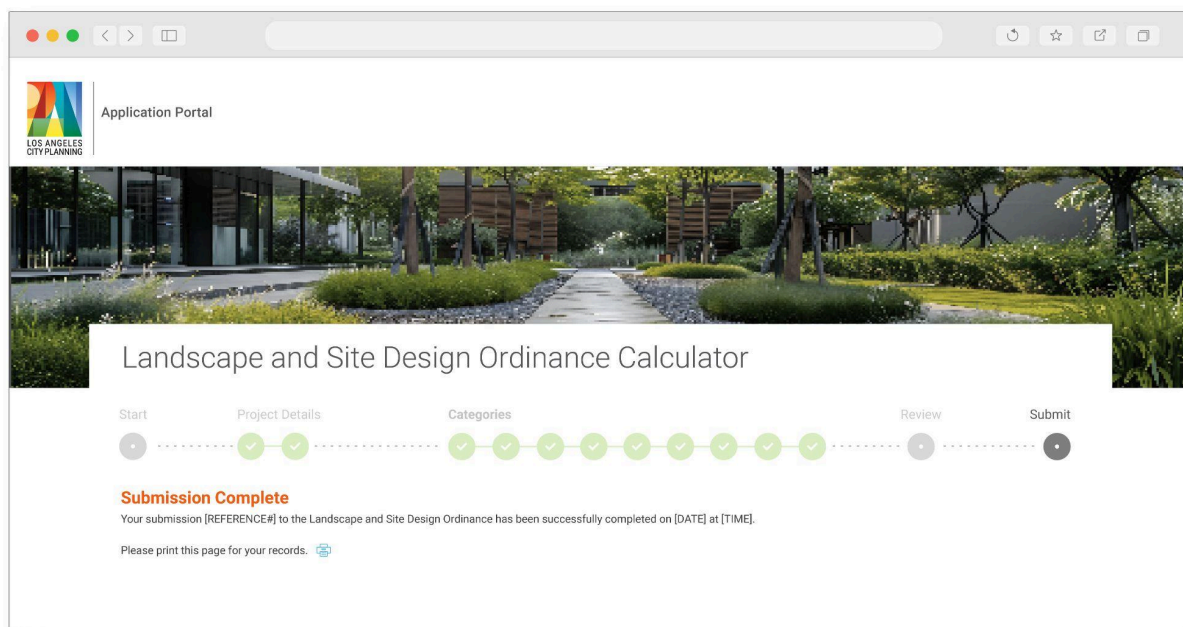 LOS ANGELES
CITY PLANNING
Application Portal
Landscape and Site Design Ordinance Calculator
Start Project Details Categories Review Submit
Submission Complete
Your submission [REFERENCE#] to the Landscape and Site Design Ordinance has been successfully completed on [DATE] at [TIME].
Please print this page for your records.